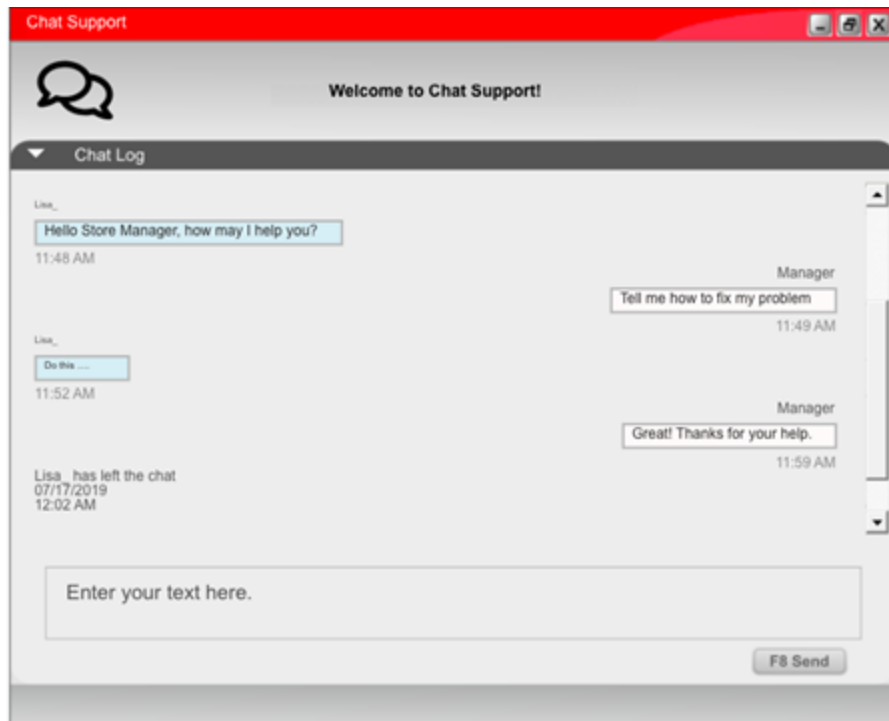 Chat Support
Welcome to Chat Support!
Chat Log
Lisa_
Hello Store Manager, how may I help you?
11:48 AM
Manager
Tell me how to fix my problem
11:49 AM
Lisa_
Do this ....
11:52 AM
Manager
Great! Thanks for your help.
11:59 AM
Lisa_ has left the chat
07/17/2019
12:02 AM
Enter your text here.
F8 Send